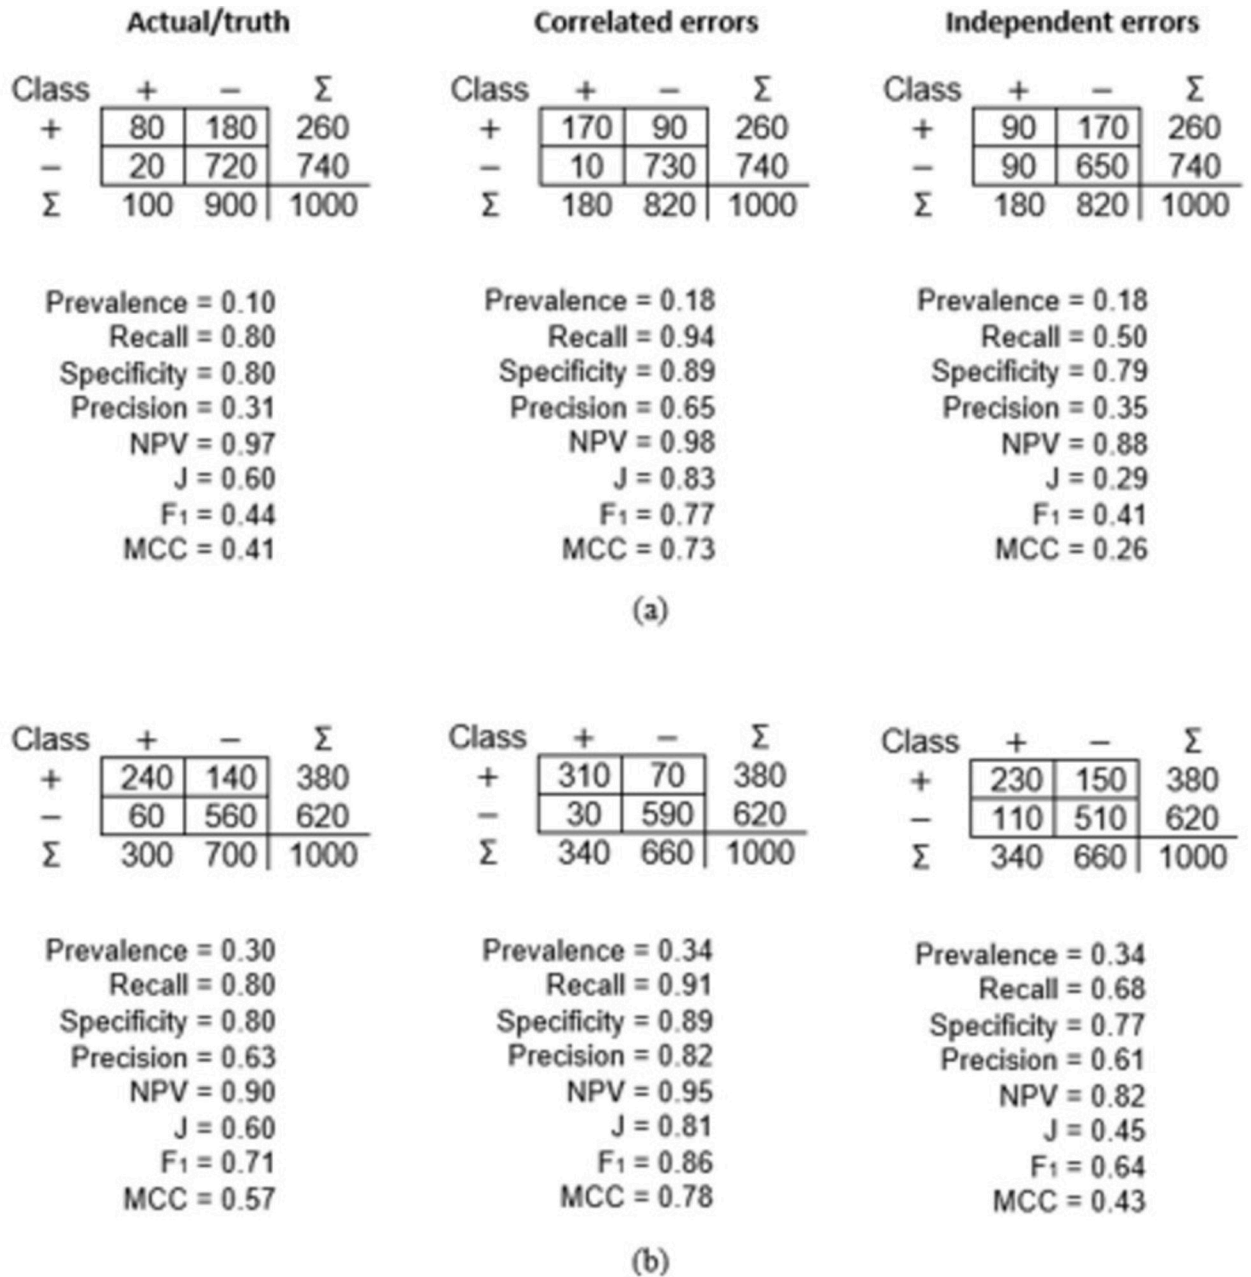 Actual/truth Correlated errors Independent errors
Class + − Σ Class + − Σ Class + − Σ
+ 80 180 260 + 170 90 260 + 90 170 260
− 20 720 740 − 10 730 740 − 90 650 740
Σ 100 900 1000 Σ 180 820 1000 Σ 180 820 1000
Prevalence = 0.10 Prevalence = 0.18 Prevalence = 0.18
Recall = 0.80 Recall = 0.94 Recall = 0.50
Specificity = 0.80 Specificity = 0.89 Specificity = 0.79
Precision = 0.31 Precision = 0.65 Precision = 0.35
NPV = 0.97 NPV = 0.98 NPV = 0.88
J = 0.60 J = 0.83 J = 0.29
F1 = 0.44 F1 = 0.77 F1 = 0.41
MCC = 0.41 MCC = 0.73 MCC = 0.26
(a)
Class + − Σ Class + − Σ Class + − Σ
+ 240 140 380 + 310 70 380 + 230 150 380
− 60 560 620 − 30 590 620 − 110 510 620
Σ 300 700 1000 Σ 340 660 1000 Σ 340 660 1000
Prevalence = 0.30 Prevalence = 0.34 Prevalence = 0.34
Recall = 0.80 Recall = 0.91 Recall = 0.68
Specificity = 0.80 Specificity = 0.89 Specificity = 0.77
Precision = 0.63 Precision = 0.82 Precision = 0.61
NPV = 0.90 NPV = 0.95 NPV = 0.82
J = 0.60 J = 0.81 J = 0.45
F1 = 0.71 F1 = 0.86 F1 = 0.64
MCC = 0.57 MCC = 0.78 MCC = 0.43
(b)